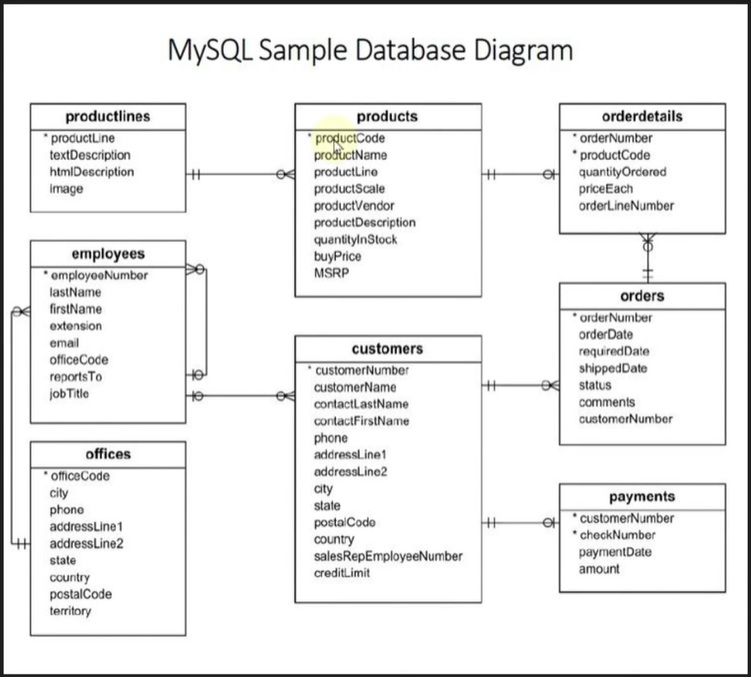 MySQL Sample Database Diagram
productlines
* productLine
textDescription
htmlDescription
image
products
* productCode
productName
productLine
productScale
productVendor
productDescription
quantityInStock
buyPrice
MSRP
orderdetails
* orderNumber
* productCode
quantityOrdered
priceEach
orderLineNumber
employees
* employeeNumber
lastName
firstName
extension
email
officeCode
reportsTo
jobTitle
customers
* customerNumber
customerName
contactLastName
contactFirstName
phone
addressLine1
addressLine2
city
state
postalCode
country
salesRepEmployeeNumber
creditLimit
orders
* orderNumber
orderDate
requiredDate
shippedDate
status
comments
customerNumber
offices
* officeCode
city
phone
addressLine1
addressLine2
state
country
postalCode
territory
payments
* customerNumber
* checkNumber
paymentDate
amount